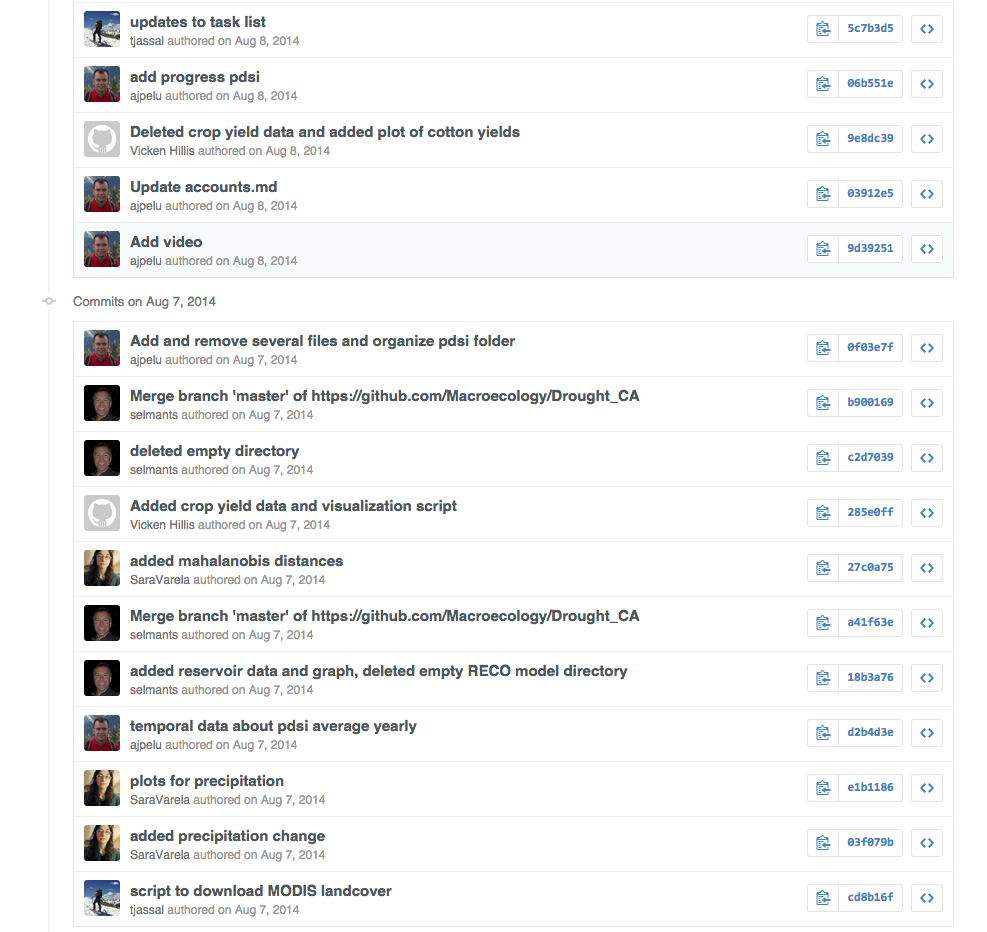 updates to task list
tjassal authored on Aug 8, 2014
5c7b3d5
add progress pdsi
ajpelu authored on Aug 8, 2014
06b551e
Deleted crop yield data and added plot of cotton yields
Vicken Hillis authored on Aug 8, 2014
9e8dc39
Update accounts.md
ajpelu authored on Aug 8, 2014
03912e5
Add video
ajpelu authored on Aug 8, 2014
9d39251
Commits on Aug 7, 2014
Add and remove several files and organize pdsi folder
ajpelu authored on Aug 7, 2014
0f03e7f
Merge branch 'master' of https://github.com/Macroecology/Drought_CA
selmants authored on Aug 7, 2014
b900169
deleted empty directory
selmants authored on Aug 7, 2014
c2d7039
Added crop yield data and visualization script
Vicken Hillis authored on Aug 7, 2014
285e0ff
added mahalanobis distances
SaraVarela authored on Aug 7, 2014
27c0a75
Merge branch 'master' of https://github.com/Macroecology/Drought_CA
selmants authored on Aug 7, 2014
a41f63e
added reservoir data and graph, deleted empty RECO model directory
selmants authored on Aug 7, 2014
18b3a76
temporal data about pdsi average yearly
ajpelu authored on Aug 7, 2014
d2b4d3e
plots for precipitation
SaraVarela authored on Aug 7, 2014
e1b1186
added precipitation change
SaraVarela authored on Aug 7, 2014
03f079b
script to download MODIS landcover
tjassal authored on Aug 7, 2014
cd8b16f